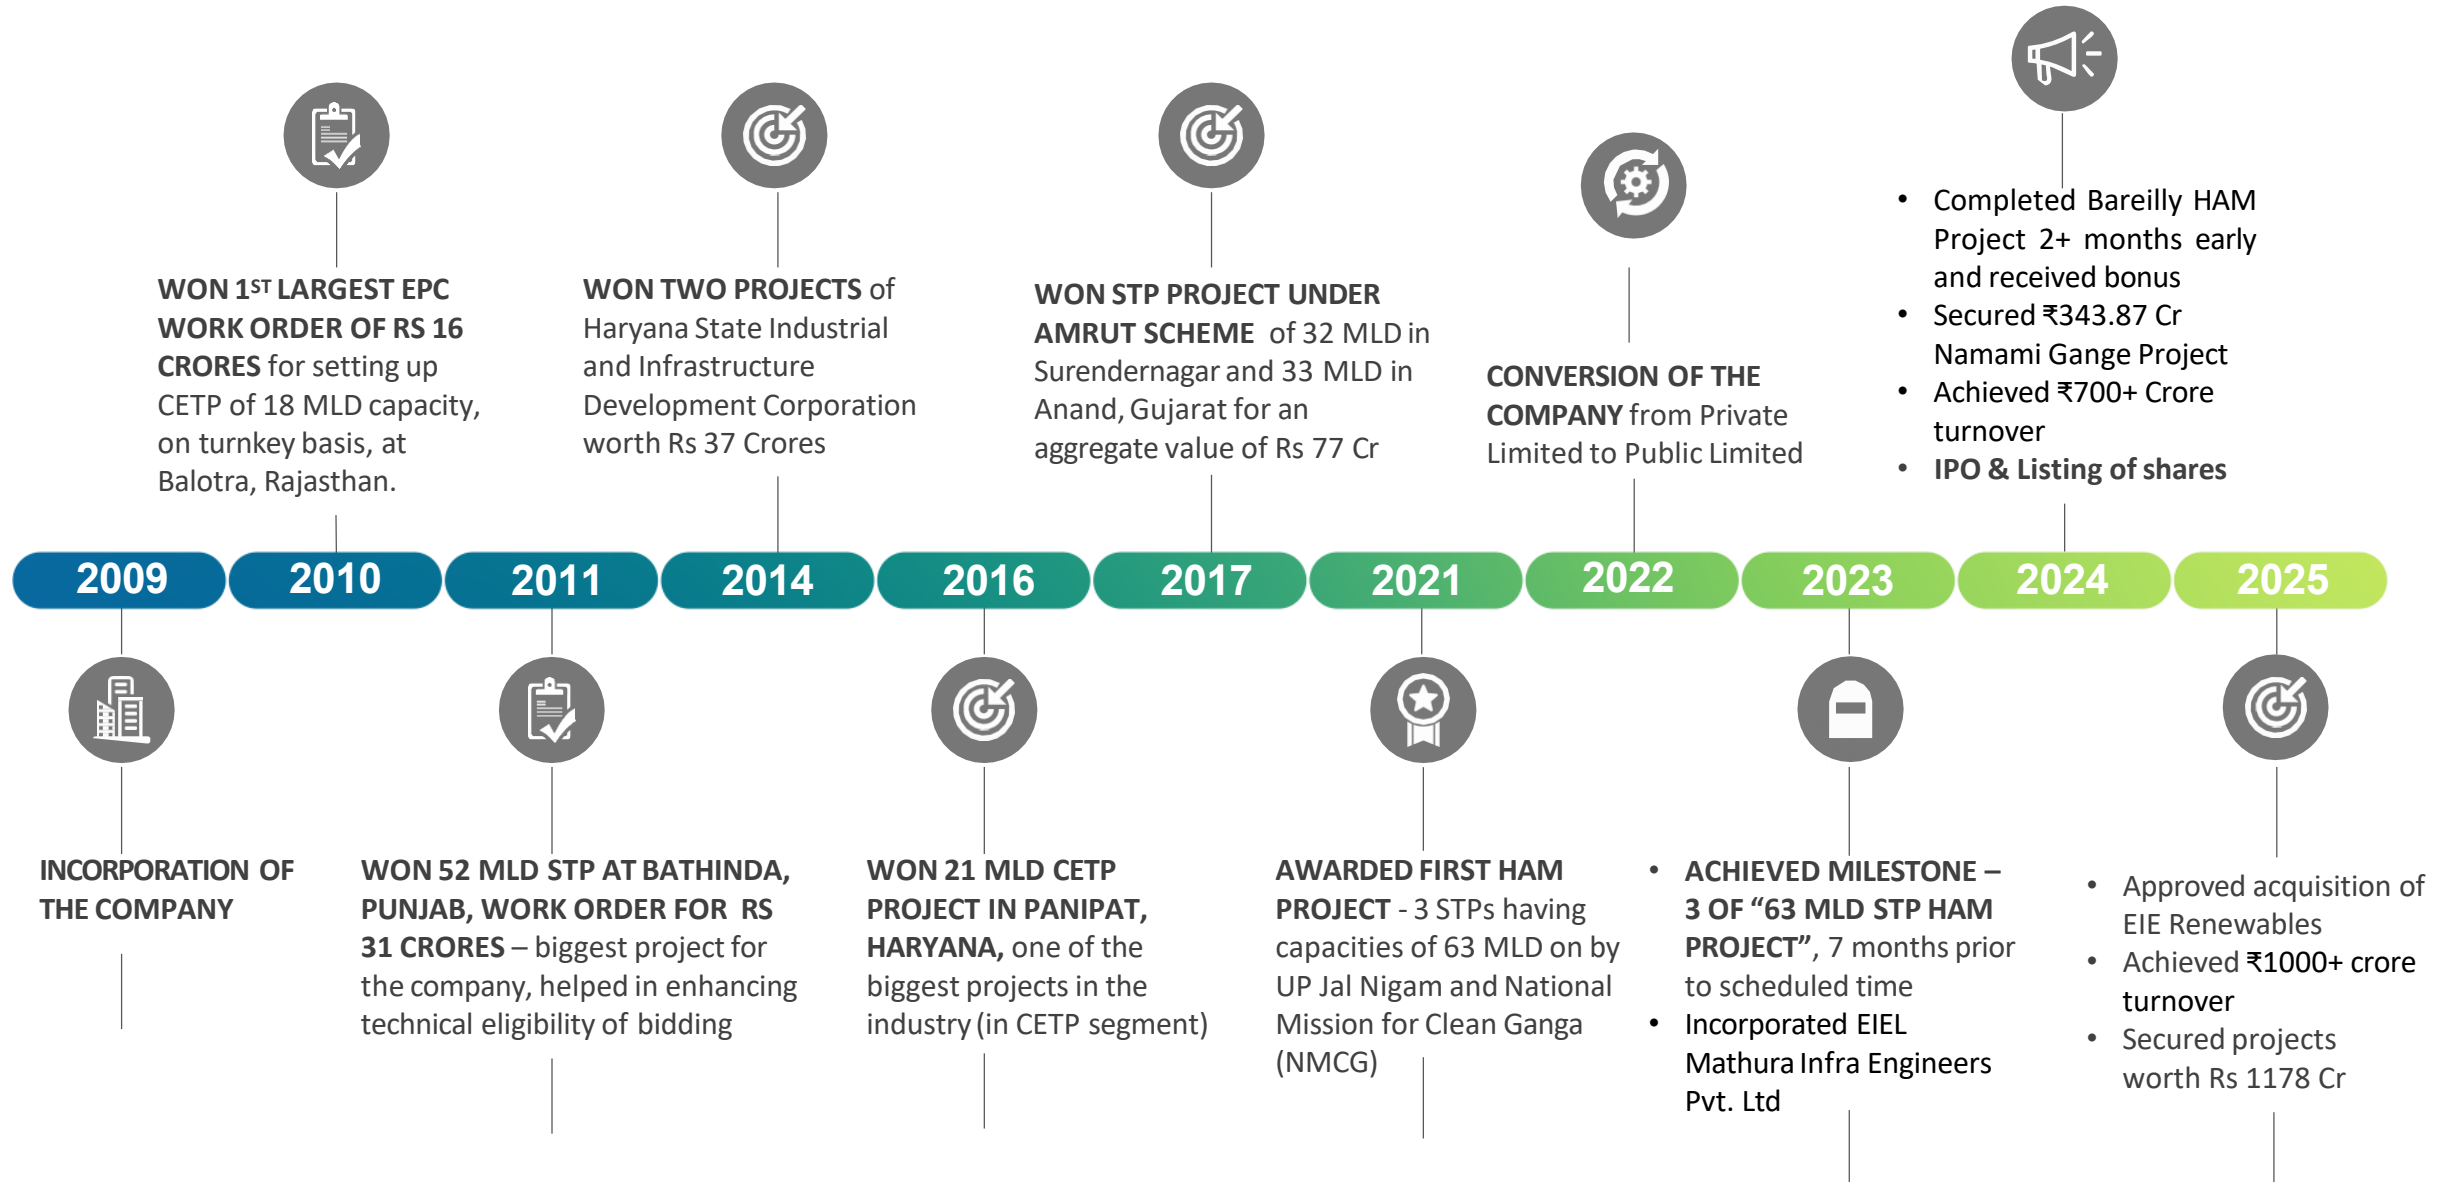 WON 1ST LARGEST EPC
WORK ORDER OF RS 16
CRORES for setting up
CETP of 18 MLD capacity,
on turnkey basis, at
Balotra, Rajasthan.
WON TWO PROJECTS of
Haryana State Industrial
and Infrastructure
Development Corporation
worth Rs 37 Crores
WON STP PROJECT UNDER
AMRUT SCHEME of 32 MLD in
Surendernagar and 33 MLD in
Anand, Gujarat for an
aggregate value of Rs 77 Cr
CONVERSION OF THE
COMPANY from Private
Limited to Public Limited
• Completed Bareilly HAM
Project 2+ months early
and received bonus
• Secured ₹343.87 Cr
Namami Gange Project
• Achieved ₹700+ Crore
turnover
• IPO & Listing of shares
2009 2010 2011 2014 2016 2017 2021 2022 2023 2024 2025
INCORPORATION OF
THE COMPANY
WON 52 MLD STP AT BATHINDA,
PUNJAB, WORK ORDER FOR RS
31 CRORES – biggest project for
the company, helped in enhancing
technical eligibility of bidding
WON 21 MLD CETP
PROJECT IN PANIPAT,
HARYANA, one of the
biggest projects in the
industry (in CETP segment)
AWARDED FIRST HAM
PROJECT - 3 STPs having
capacities of 63 MLD on by
UP Jal Nigam and National
Mission for Clean Ganga
(NMCG)
• ACHIEVED MILESTONE –
3 OF “63 MLD STP HAM
PROJECT”, 7 months prior
to scheduled time
• Incorporated EIEL
Mathura Infra Engineers
Pvt. Ltd
• Approved acquisition of
EIE Renewables
• Achieved ₹1000+ crore
turnover
• Secured projects
worth Rs 1178 Cr